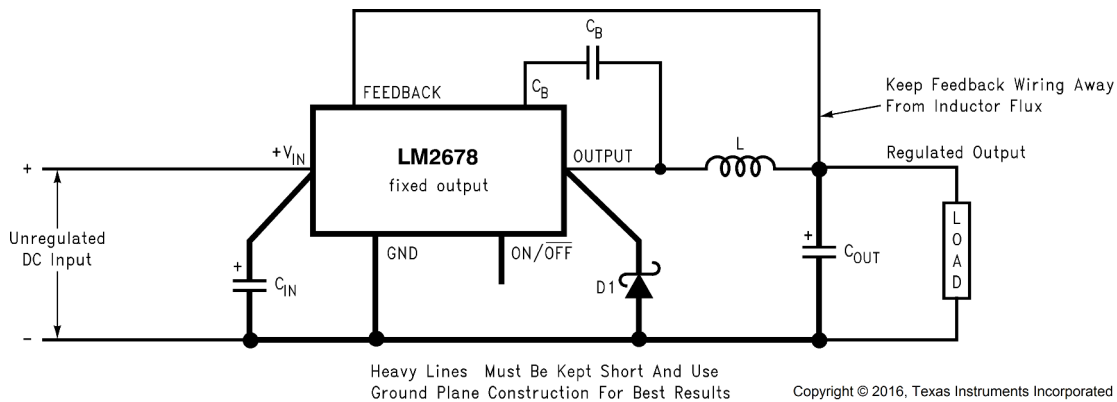 C_B
FEEDBACK
C_B
Keep Feedback Wiring Away
From Inductor Flux
+V_IN
LM2678
fixed output
OUTPUT
L
Regulated Output
+
Unregulated
DC Input
-
+
C_IN
GND
ON/O̅F̅F̅
D1
+
C_OUT
L
O
A
D
Heavy Lines Must Be Kept Short And Use
Ground Plane Construction For Best Results
Copyright © 2016, Texas Instruments Incorporated